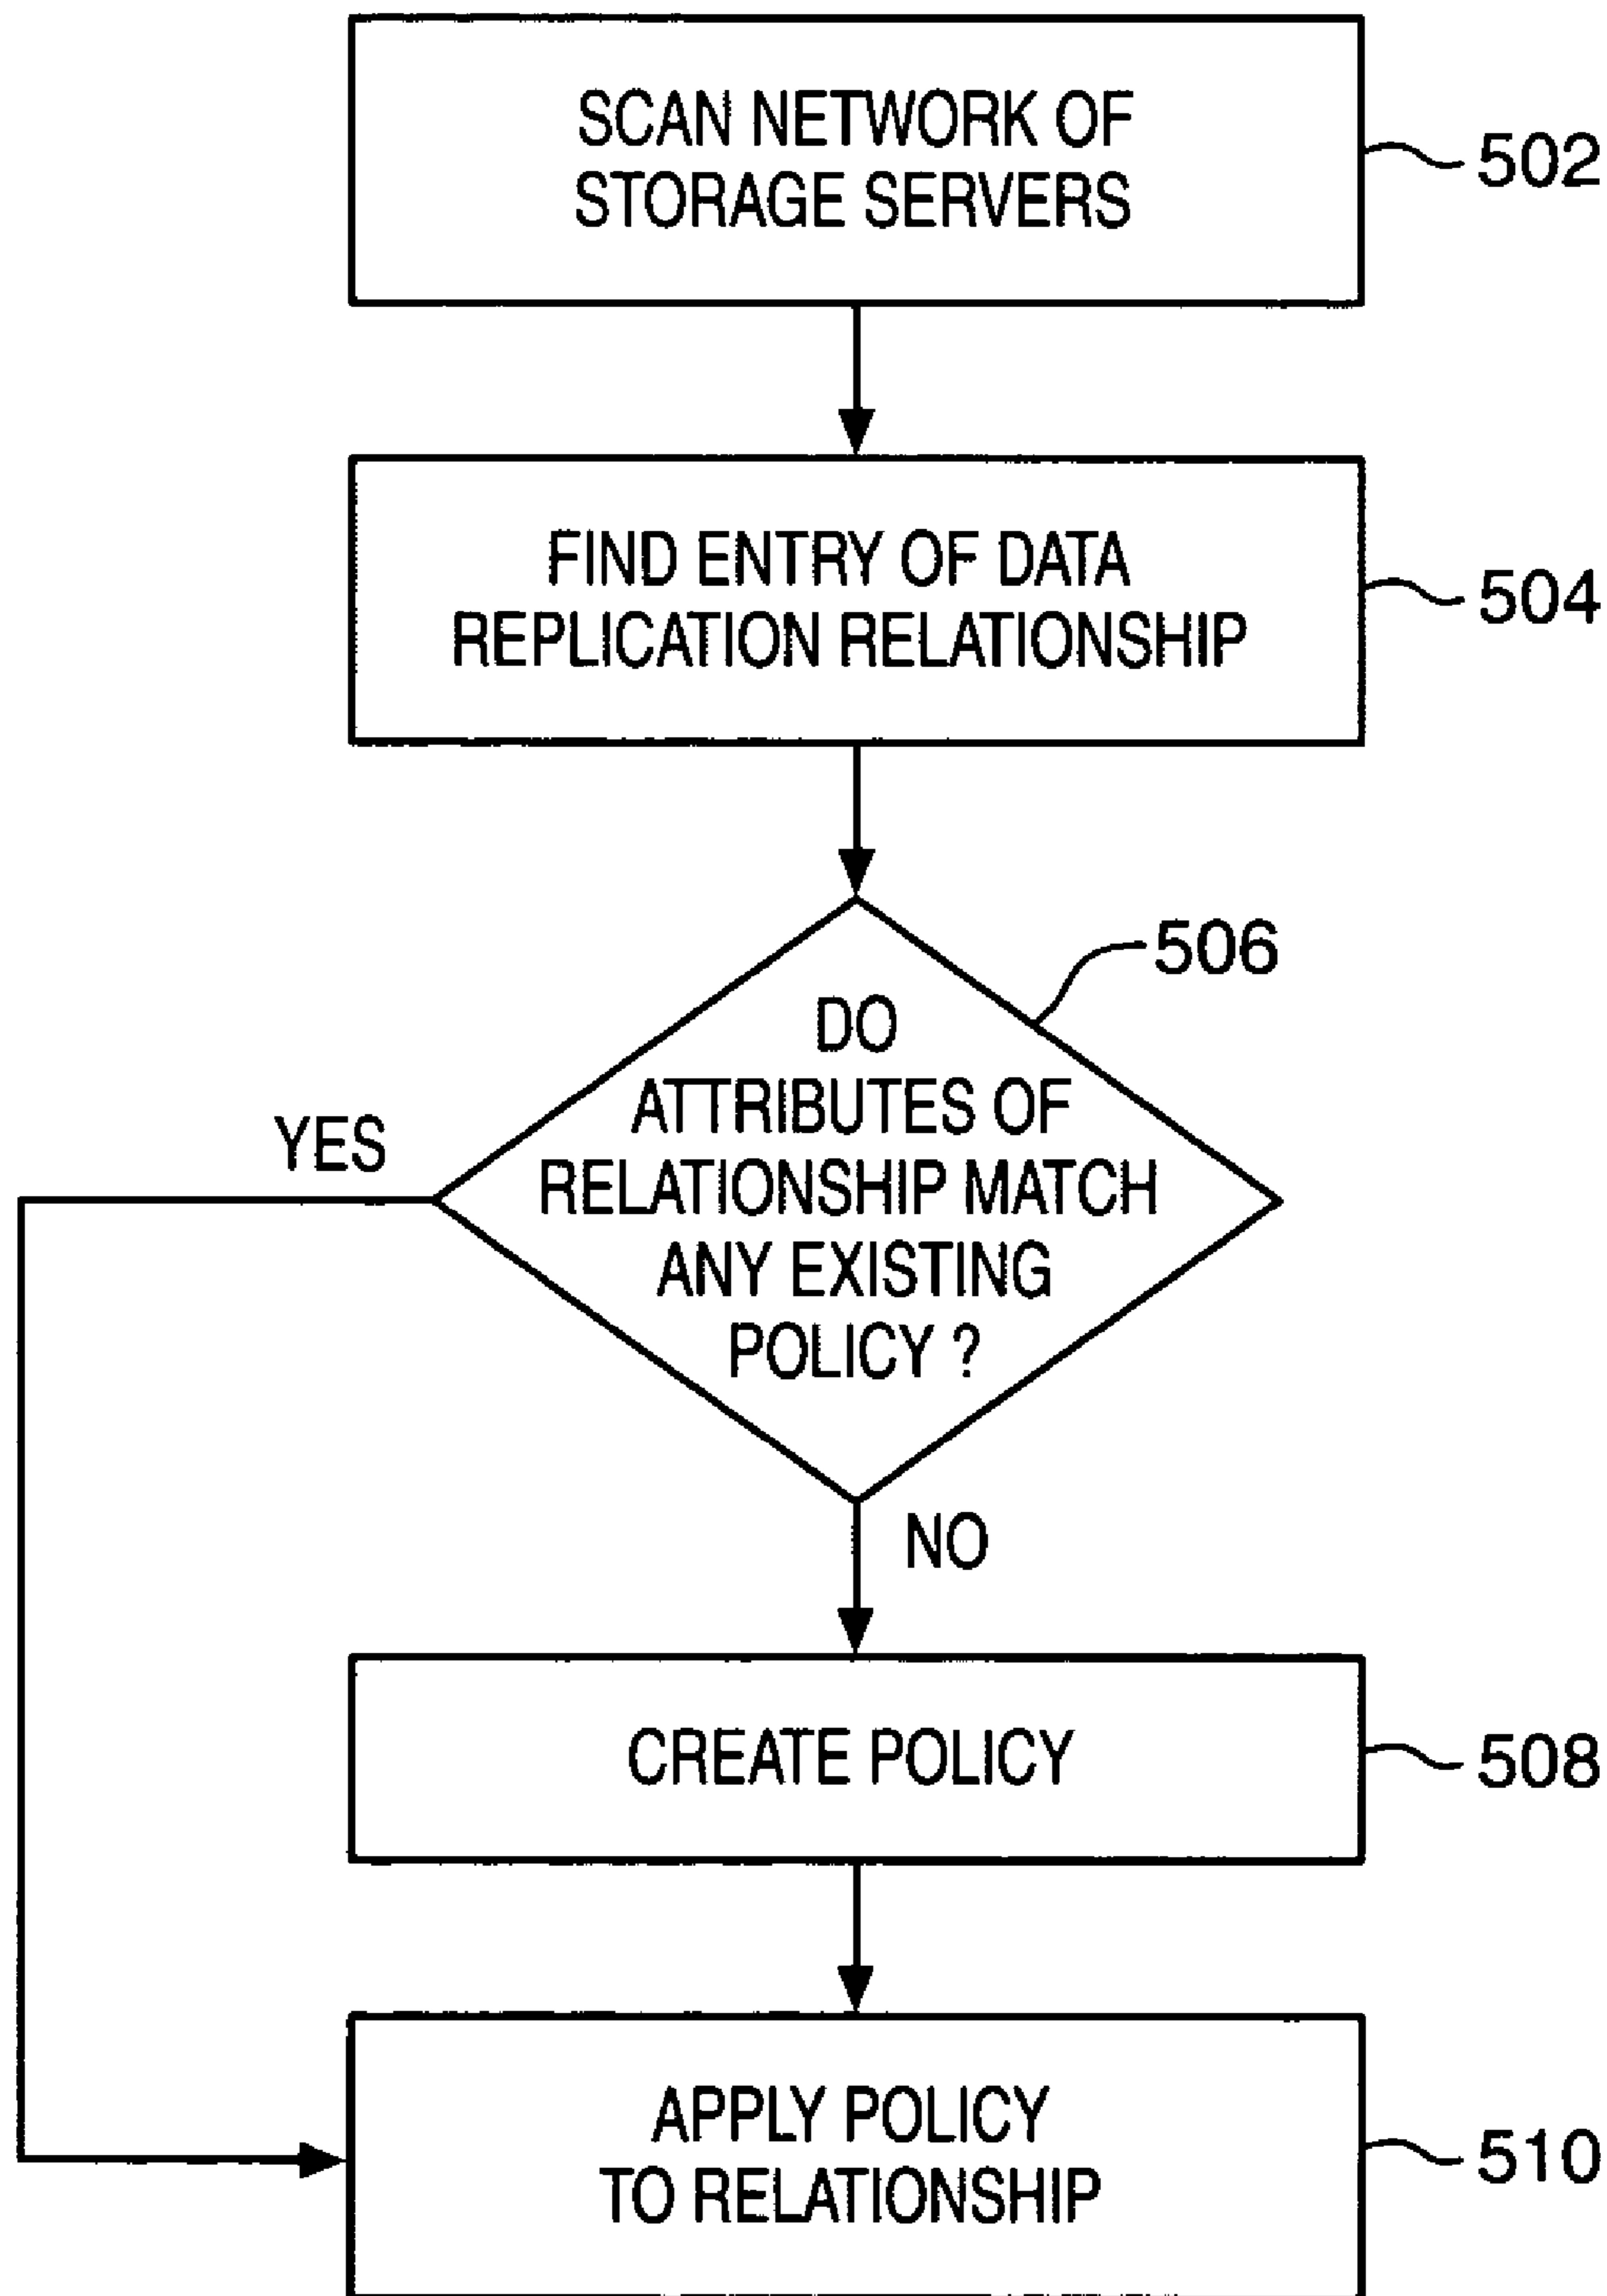 SCAN NETWORK OF
STORAGE SERVERS
502
FIND ENTRY OF DATA
REPLICATION RELATIONSHIP
504
506
DO
ATTRIBUTES OF
RELATIONSHIP MATCH
ANY EXISTING
POLICY ?
YES
NO
CREATE POLICY
508
APPLY POLICY
TO RELATIONSHIP
510